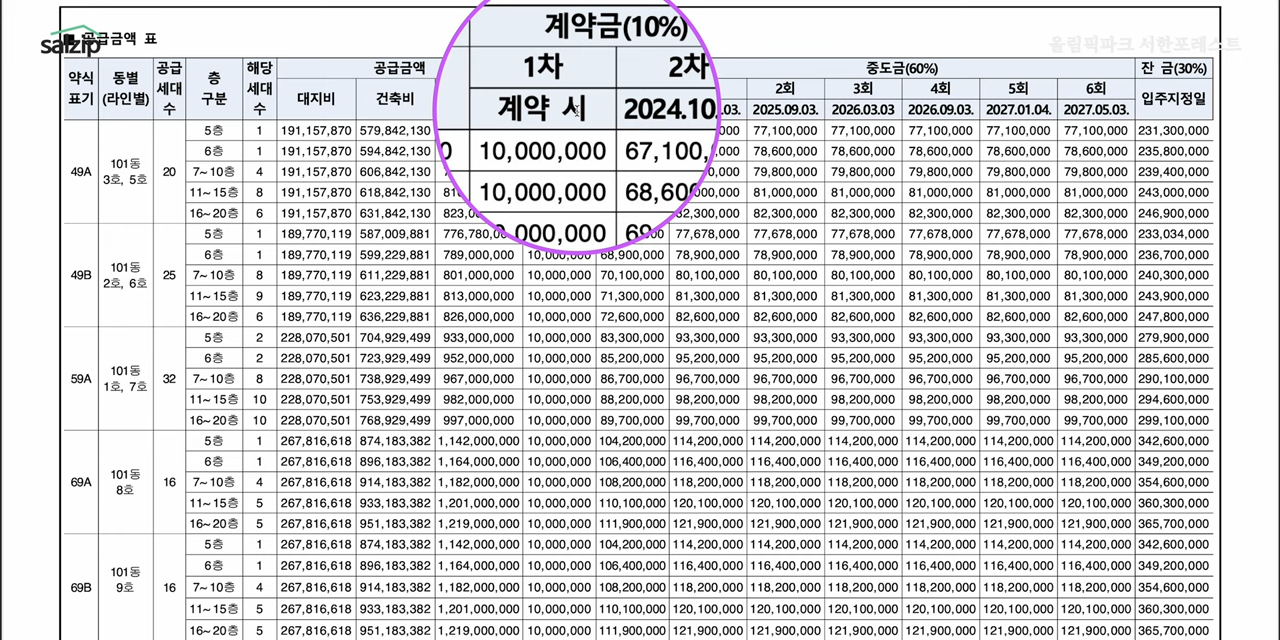 salzip
공급금액 표
올림픽파크 서한포레스트
계약금(10%)
1차 2차
계약 시 2024.10
10,000,000 67,100,
10,000,000 68,600
000,000
약식 표기 동별 (라인별) 공급 세대 수 층 구분 해당 세대 수 공급금액 중도금(60%) 잔 금(30%)
대지비 건축비 2회 3회 4회 5회 6회 입주지정일
03. 2025.09.03. 2026.03.03 2026.09.03. 2027.01.04. 2027.05.03.
49A 101동 3호, 5호 20
5층 1 191,157,870 579,842,130 77,100,000 77,100,000 77,100,000 77,100,000 77,100,000 231,300,000
6층 1 191,157,870 594,842,130 78,600,000 78,600,000 78,600,000 78,600,000 78,600,000 235,800,000
7~10층 4 191,157,870 606,842,130 79,800,000 79,800,000 79,800,000 79,800,000 79,800,000 239,400,000
11~15층 8 191,157,870 618,842,130 81,000,000 81,000,000 81,000,000 81,000,000 81,000,000 243,000,000
16~20층 6 191,157,870 631,842,130 82,300,000 82,300,000 82,300,000 82,300,000 82,300,000 246,900,000
49B 101동 2호, 6호 25
5층 1 189,770,119 587,009,881 77,678,000 77,678,000 77,678,000 77,678,000 77,678,000 233,034,000
6층 1 189,770,119 599,229,881 789,000,000 10,000,000 68,900,000 78,900,000 78,900,000 78,900,000 78,900,000 78,900,000 78,900,000 236,700,000
7~10층 8 189,770,119 611,229,881 801,000,000 10,000,000 70,100,000 80,100,000 80,100,000 80,100,000 80,100,000 80,100,000 80,100,000 240,300,000
11~15층 9 189,770,119 623,229,881 813,000,000 10,000,000 71,300,000 81,300,000 81,300,000 81,300,000 81,300,000 81,300,000 81,300,000 243,900,000
16~20층 6 189,770,119 636,229,881 826,000,000 10,000,000 72,600,000 82,600,000 82,600,000 82,600,000 82,600,000 82,600,000 82,600,000 247,800,000
59A 101동 1호, 7호 32
5층 2 228,070,501 704,929,499 933,000,000 10,000,000 83,300,000 93,300,000 93,300,000 93,300,000 93,300,000 93,300,000 93,300,000 279,900,000
6층 2 228,070,501 723,929,499 952,000,000 10,000,000 85,200,000 95,200,000 95,200,000 95,200,000 95,200,000 95,200,000 95,200,000 285,600,000
7~10층 8 228,070,501 738,929,499 967,000,000 10,000,000 86,700,000 96,700,000 96,700,000 96,700,000 96,700,000 96,700,000 96,700,000 290,100,000
11~15층 10 228,070,501 753,929,499 982,000,000 10,000,000 88,200,000 98,200,000 98,200,000 98,200,000 98,200,000 98,200,000 98,200,000 294,600,000
16~20층 10 228,070,501 768,929,499 997,000,000 10,000,000 89,700,000 99,700,000 99,700,000 99,700,000 99,700,000 99,700,000 99,700,000 299,100,000
69A 101동 8호 16
5층 1 267,816,618 874,183,382 1,142,000,000 10,000,000 104,200,000 114,200,000 114,200,000 114,200,000 114,200,000 114,200,000 114,200,000 342,600,000
6층 1 267,816,618 896,183,382 1,164,000,000 10,000,000 106,400,000 116,400,000 116,400,000 116,400,000 116,400,000 116,400,000 116,400,000 349,200,000
7~10층 4 267,816,618 914,183,382 1,182,000,000 10,000,000 108,200,000 118,200,000 118,200,000 118,200,000 118,200,000 118,200,000 118,200,000 354,600,000
11~15층 5 267,816,618 933,183,382 1,201,000,000 10,000,000 110,100,000 120,100,000 120,100,000 120,100,000 120,100,000 120,100,000 120,100,000 360,300,000
16~20층 5 267,816,618 951,183,382 1,219,000,000 10,000,000 111,900,000 121,900,000 121,900,000 121,900,000 121,900,000 121,900,000 121,900,000 365,700,000
69B 101동 9호 16
5층 1 267,816,618 874,183,382 1,142,000,000 10,000,000 104,200,000 114,200,000 114,200,000 114,200,000 114,200,000 114,200,000 114,200,000 342,600,000
6층 1 267,816,618 896,183,382 1,164,000,000 10,000,000 106,400,000 116,400,000 116,400,000 116,400,000 116,400,000 116,400,000 116,400,000 349,200,000
7~10층 4 267,816,618 914,183,382 1,182,000,000 10,000,000 108,200,000 118,200,000 118,200,000 118,200,000 118,200,000 118,200,000 118,200,000 354,600,000
11~15층 5 267,816,618 933,183,382 1,201,000,000 10,000,000 110,100,000 120,100,000 120,100,000 120,100,000 120,100,000 120,100,000 120,100,000 360,300,000
16~20층 5 267,816,618 951,183,382 1,219,000,000 10,000,000 111,900,000 121,900,000 121,900,000 121,900,000 121,900,000 121,900,000 121,900,000 365,700,000